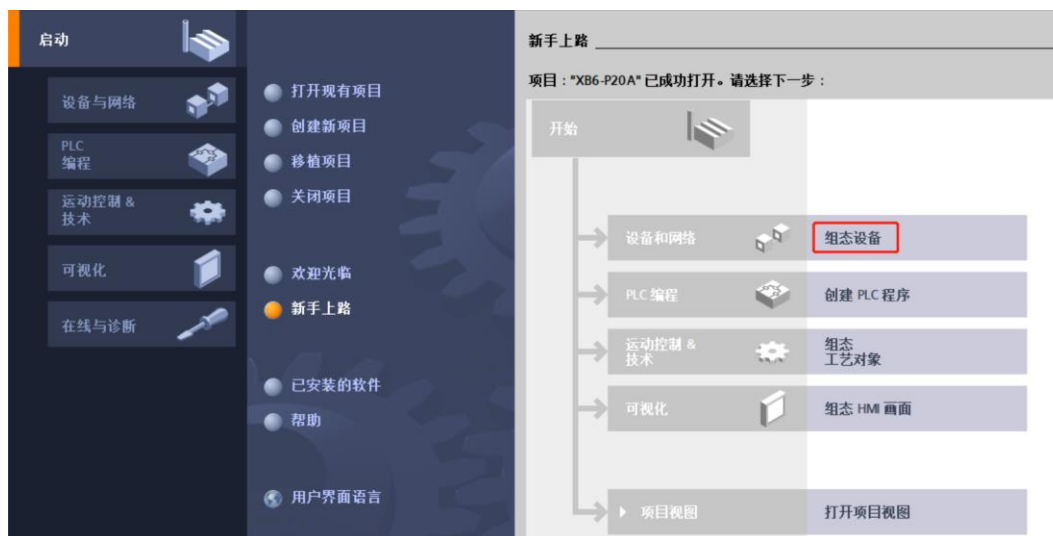 启动
设备与网络
PLC
编程
运动控制 &
技术
可视化
在线与诊断
打开现有项目
创建新项目
移植项目
关闭项目
欢迎光临
新手上路
已安装的软件
帮助
用户界面语言
新手上路
项目："XB6-P20A" 已成功打开。请选择下一步：
开始
设备和网络
组态设备
PLC 编程
创建 PLC 程序
运动控制 &
技术
组态
工艺对象
可视化
组态 HMI 画面
项目视图
打开项目视图